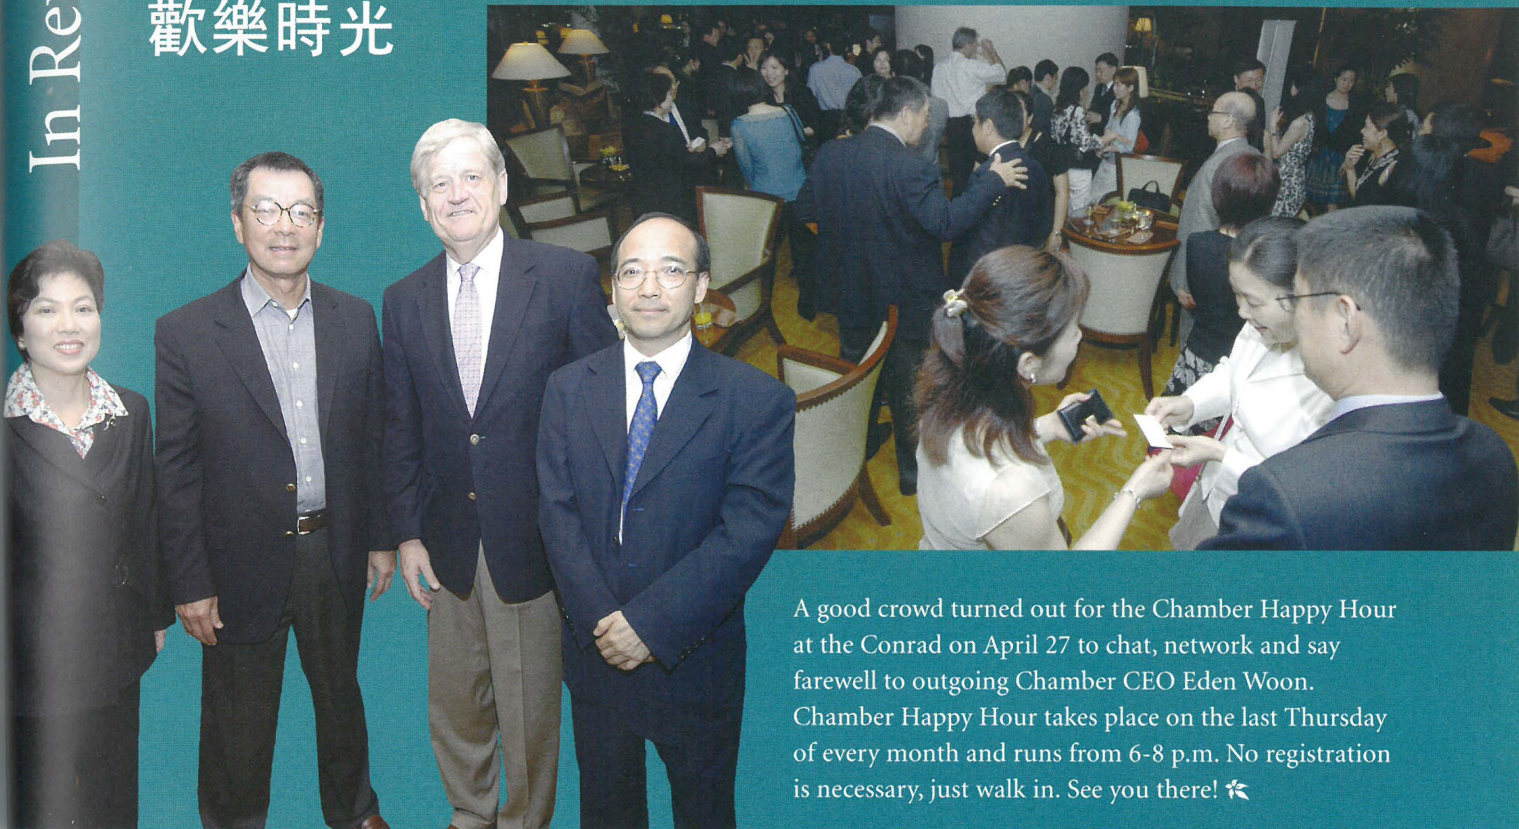 In Re
歡樂時光
A good crowd turned out for the Chamber Happy Hour
at the Conrad on April 27 to chat, network and say
farewell to outgoing Chamber CEO Eden Woon.
Chamber Happy Hour takes place on the last Thursday
of every month and runs from 6-8 p.m. No registration
is necessary, just walk in. See you there!